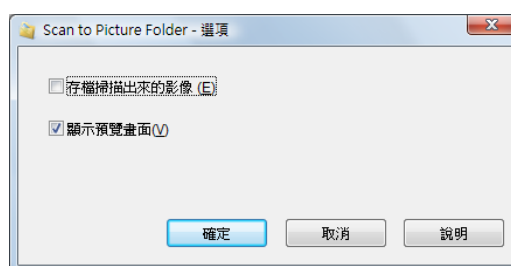 Scan to Picture Folder - 選項
存檔掃描出來的影像 (E)
顯示預覽畫面(V)
確定
取消
說明